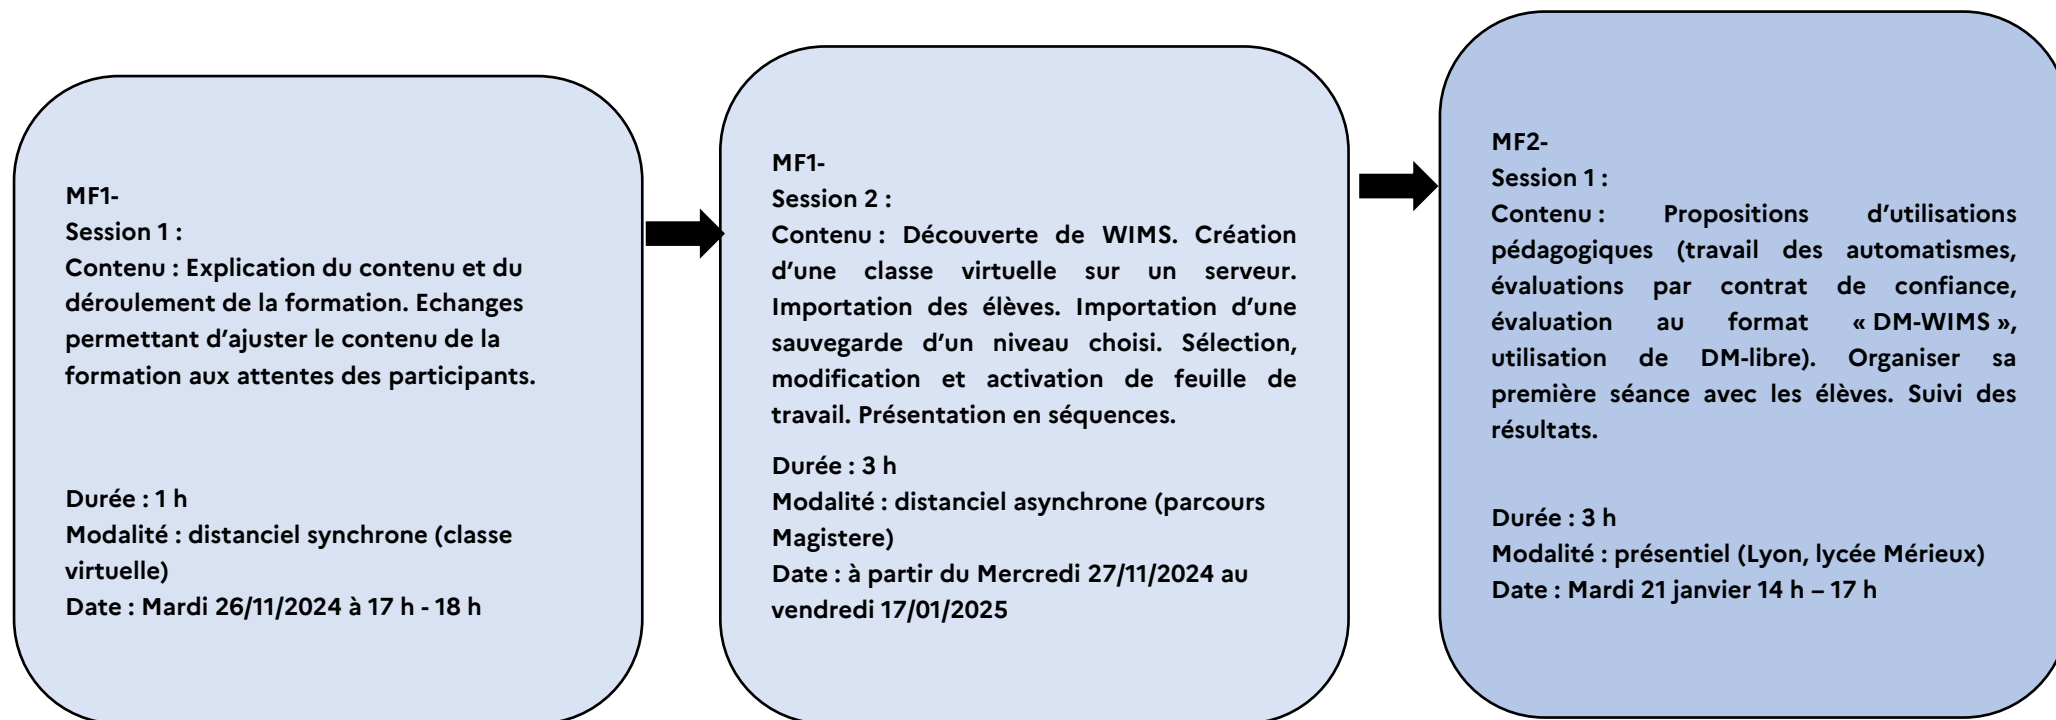 MF1-
Session 1 :
Contenu : Explication du contenu et du
déroulement de la formation. Echanges
permettant d’ajuster le contenu de la
formation aux attentes des participants.
Durée : 1 h
Modalité : distanciel synchrone (classe
virtuelle)
Date : Mardi 26/11/2024 à 17 h - 18 h
MF1-
Session 2 :
Contenu : Découverte de WIMS. Création
d’une classe virtuelle sur un serveur.
Importation des élèves. Importation d’une
sauvegarde d’un niveau choisi. Sélection,
modification et activation de feuille de
travail. Présentation en séquences.
Durée : 3 h
Modalité : distanciel asynchrone (parcours
Magistere)
Date : à partir du Mercredi 27/11/2024 au
vendredi 17/01/2025
MF2-
Session 1 :
Contenu : Propositions d’utilisations
pédagogiques (travail des automatismes,
évaluations par contrat de confiance,
évaluation au format « DM-WIMS »,
utilisation de DM-libre). Organiser sa
première séance avec les élèves. Suivi des
résultats.
Durée : 3 h
Modalité : présentiel (Lyon, lycée Mérieux)
Date : Mardi 21 janvier 14 h – 17 h